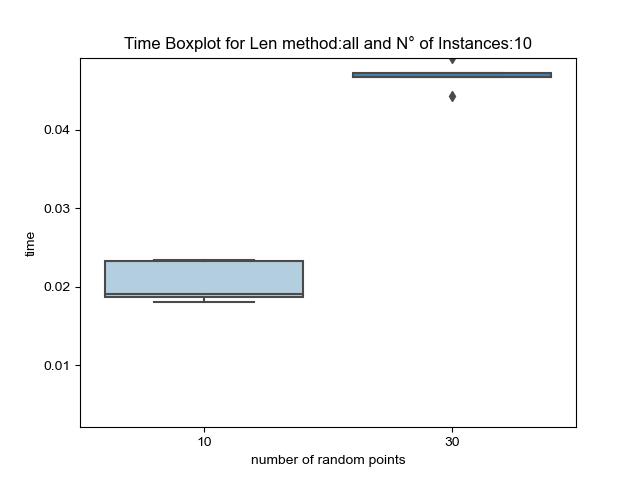 Time Boxplot for Len method:all and N° of Instances:10
time
0.04
0.03
0.02
0.01
10
30
number of random points